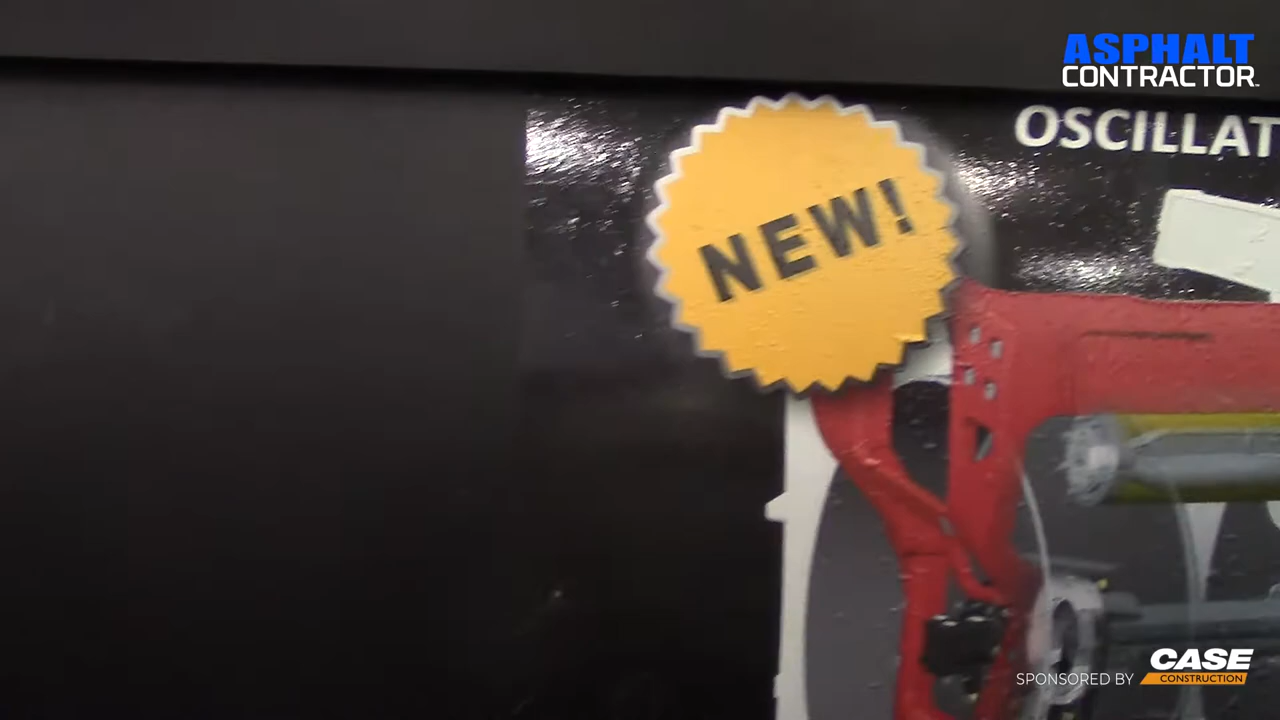 ASPHALT
CONTRACTOR
OSCILLAT
NEW!
SPONSORED BY CASE
CONSTRUCTION